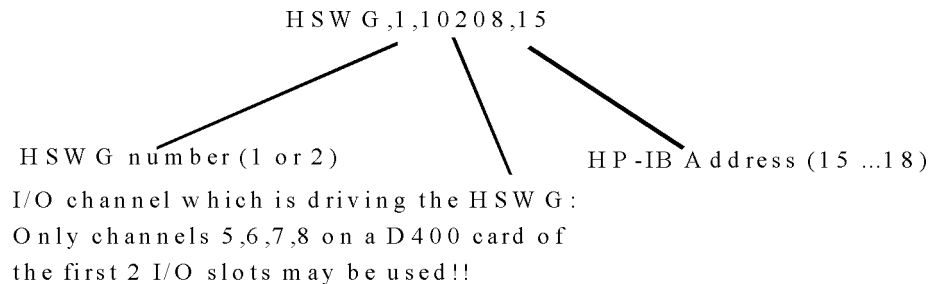 HSWG,1,10208,15
HSWG number (1 or 2)
HP-IB Address (15 ...18)
I/O channel which is driving the HSWG:
Only channels 5,6,7,8 on a D400 card of
the first 2 I/O slots may be used!!